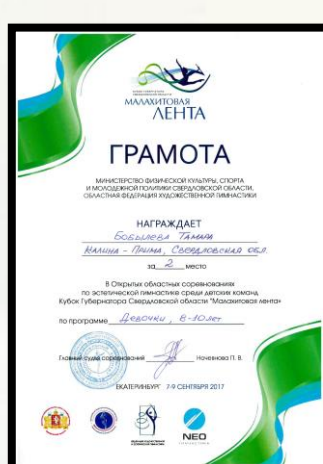 МАЛАХИТОВАЯ
ЛЕНТА
ГРАМОТА
МИНИСТЕРСТВО ФИЗИЧЕСКОЙ КУЛЬТУРЫ, СПОРТА
И МОЛОДЕЖНОЙ ПОЛИТИКИ СВЕРДЛОВСКОЙ ОБЛАСТИ,
ОБЛАСТНАЯ ФЕДЕРАЦИЯ ХУДОЖЕСТВЕННОЙ ГИМНАСТИКИ
НАГРАЖДАЕТ
Бобылева Тамара
Малина - Прима, Свердловская обл.
за 2 место
В Открытых областных соревнованиях
по эстетической гимнастике среди детских команд
Кубок Губернатора Свердловской области "Малахитовая лента"
по программе Девочки, 8-10 лет
Главный судья соревнований Ночевнова П. В.
ЕКАТЕРИНБУРГ 7-9 СЕНТЯБРЯ 2017
NEO